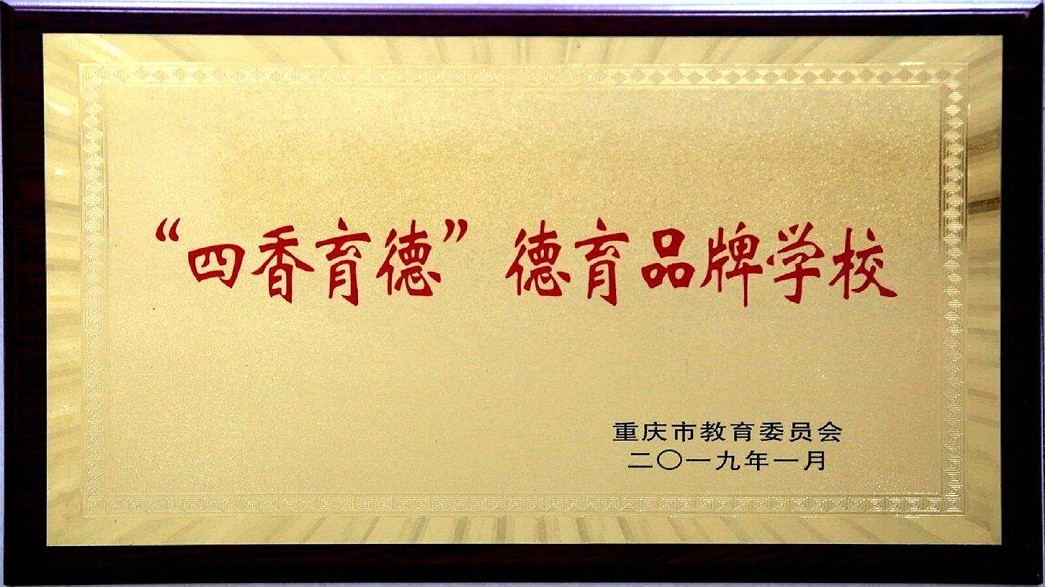 “四香育德”德育品牌学校
重庆市教育委员会
二〇一九年一月